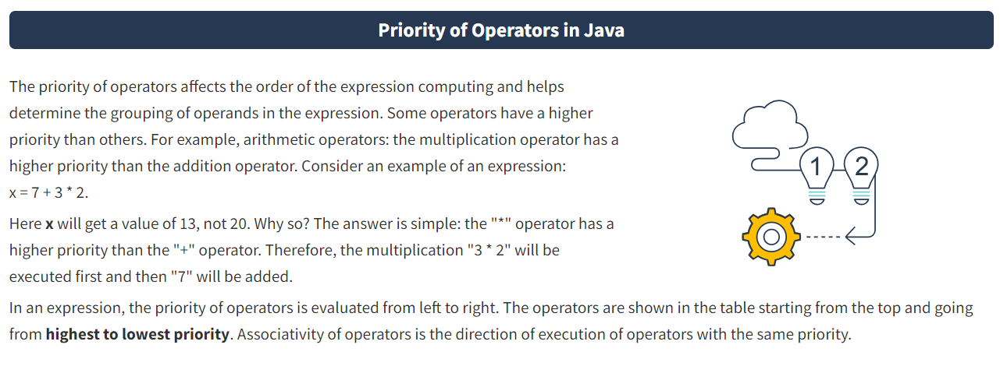 Priority of Operators in Java
The priority of operators affects the order of the expression computing and helps
determine the grouping of operands in the expression. Some operators have a higher
priority than others. For example, arithmetic operators: the multiplication operator has a
higher priority than the addition operator. Consider an example of an expression:
x = 7 + 3 * 2.
Here x will get a value of 13, not 20. Why so? The answer is simple: the "*" operator has a
higher priority than the "+" operator. Therefore, the multiplication "3 * 2" will be
executed first and then "7" will be added.
1 2
In an expression, the priority of operators is evaluated from left to right. The operators are shown in the table starting from the top and going
from highest to lowest priority. Associativity of operators is the direction of execution of operators with the same priority.